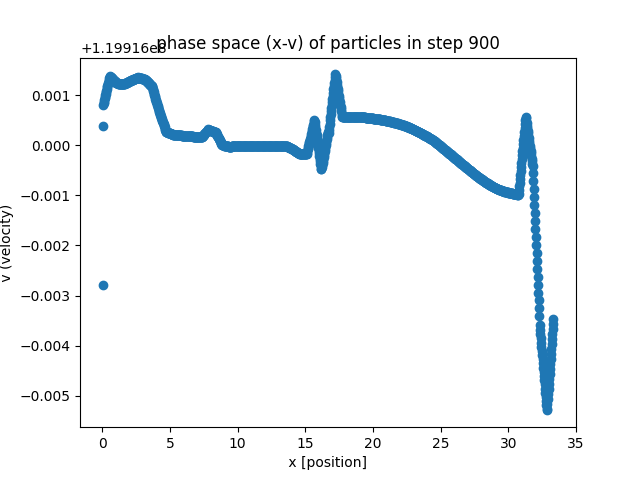 phase space (x-v) of particles in step 900
+1.19916e8
0.001
0.000
−0.001
−0.002
−0.003
−0.004
−0.005
v (velocity)
0 5 10 15 20 25 30 35
x [position]